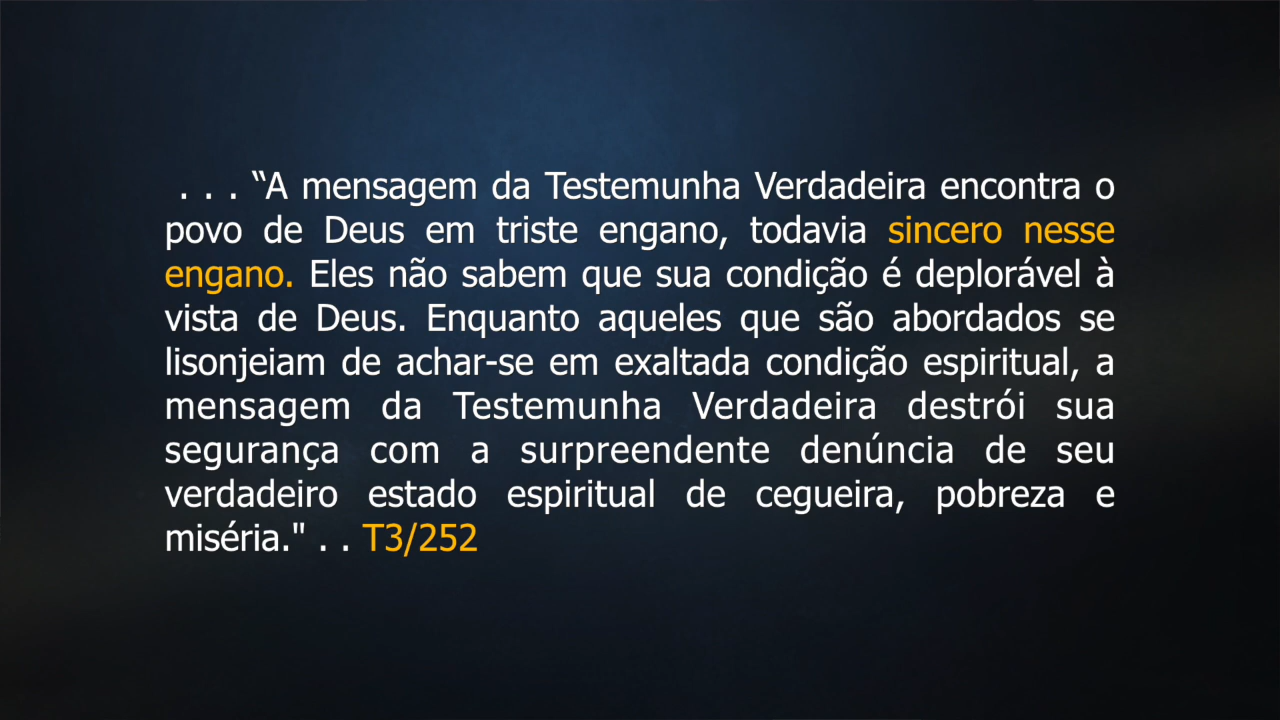 . . . “A mensagem da Testemunha Verdadeira encontra o
povo de Deus em triste engano, todavia sincero nesse
engano. Eles não sabem que sua condição é deplorável à
vista de Deus. Enquanto aqueles que são abordados se
lisonjeiam de achar-se em exaltada condição espiritual, a
mensagem da Testemunha Verdadeira destrói sua
segurança com a surpreendente denúncia de seu
verdadeiro estado espiritual de cegueira, pobreza e
miséria." . . T3/252